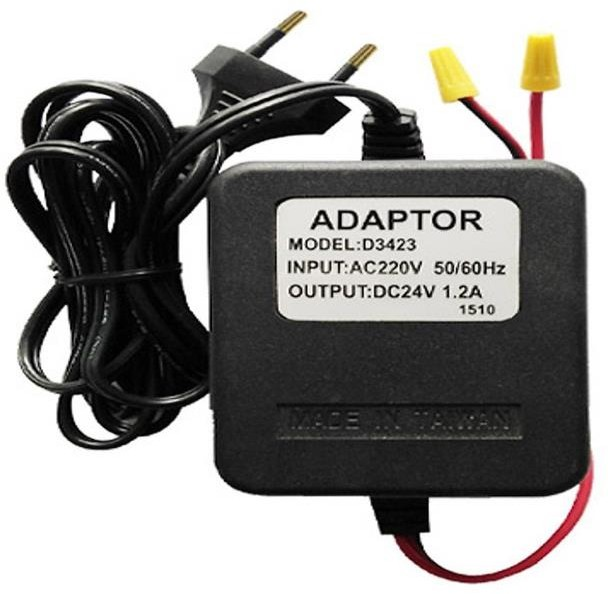 ADAPTOR
MODEL:D3423
INPUT:AC220V 50/60Hz
OUTPUT:DC24V 1.2A
1510
MADE IN TAIWAN